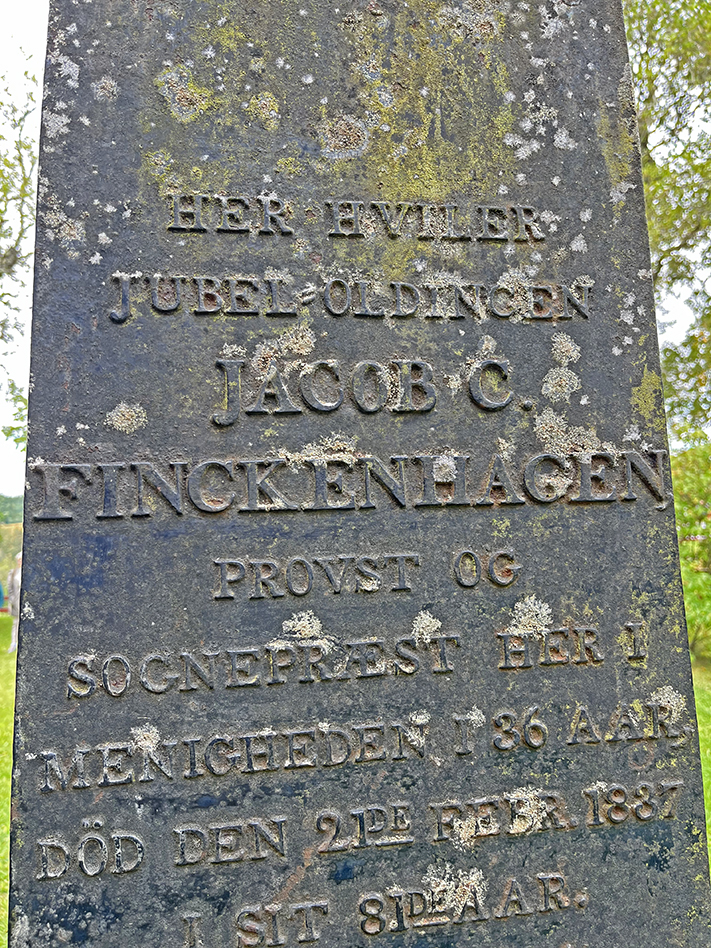 HER HVILER
JUBEL-OLDINGEN
JACOB C.
FINCKENHAGEN
PROVST OG
SOGNEPRÆST HER I
MENIGHEDEN I 36 AAR
DÖD DEN 21DE FEBR. 1837
I SIT 81DE AAR.